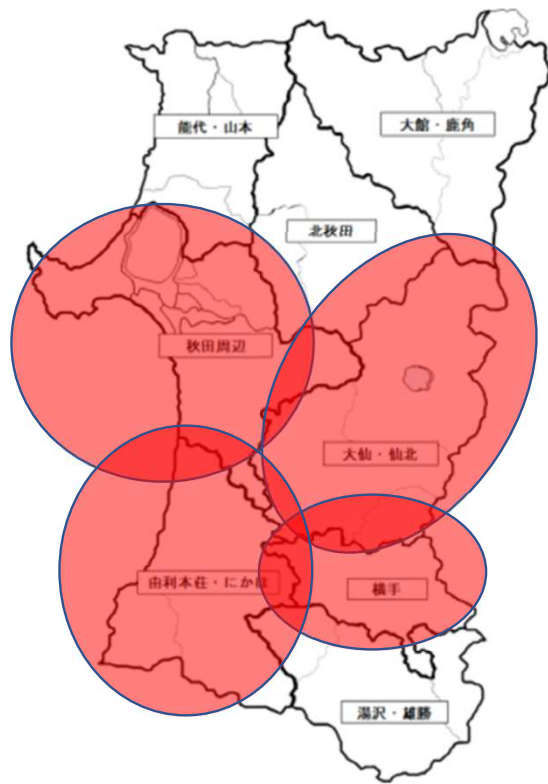 能代・山本
大館・鹿角
北秋田
秋田周辺
大仙・仙北
由利本荘・にかほ
横手
湯沢・雄勝